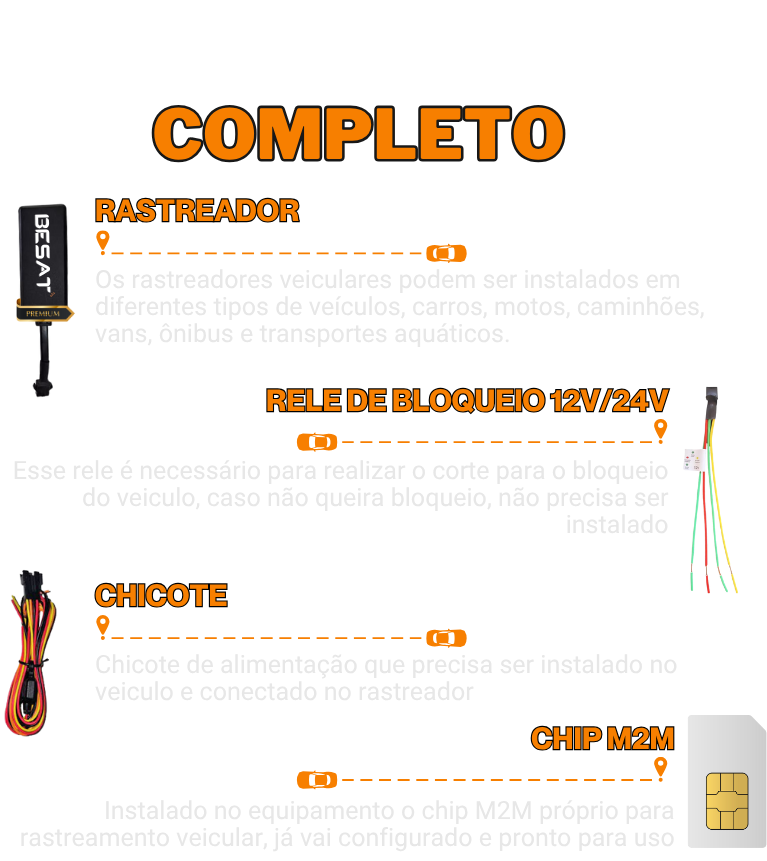 COMPLETO
RASTREADOR
BESAT
PREMIUM
Os rastreadores veiculares podem ser instalados em
diferentes tipos de veículos, carros, motos, caminhões,
vans, ônibus e transportes aquáticos.
RELE DE BLOQUEIO 12V/24V
Esse rele é necessário para realizar o corte para o bloqueio
do veiculo, caso não queira bloqueio, não precisa ser
instalado
CHICOTE
Chicote de alimentação que precisa ser instalado no
veiculo e conectado no rastreador
CHIP M2M
Instalado no equipamento o chip M2M próprio para
rastreamento veicular, já vai configurado e pronto para uso